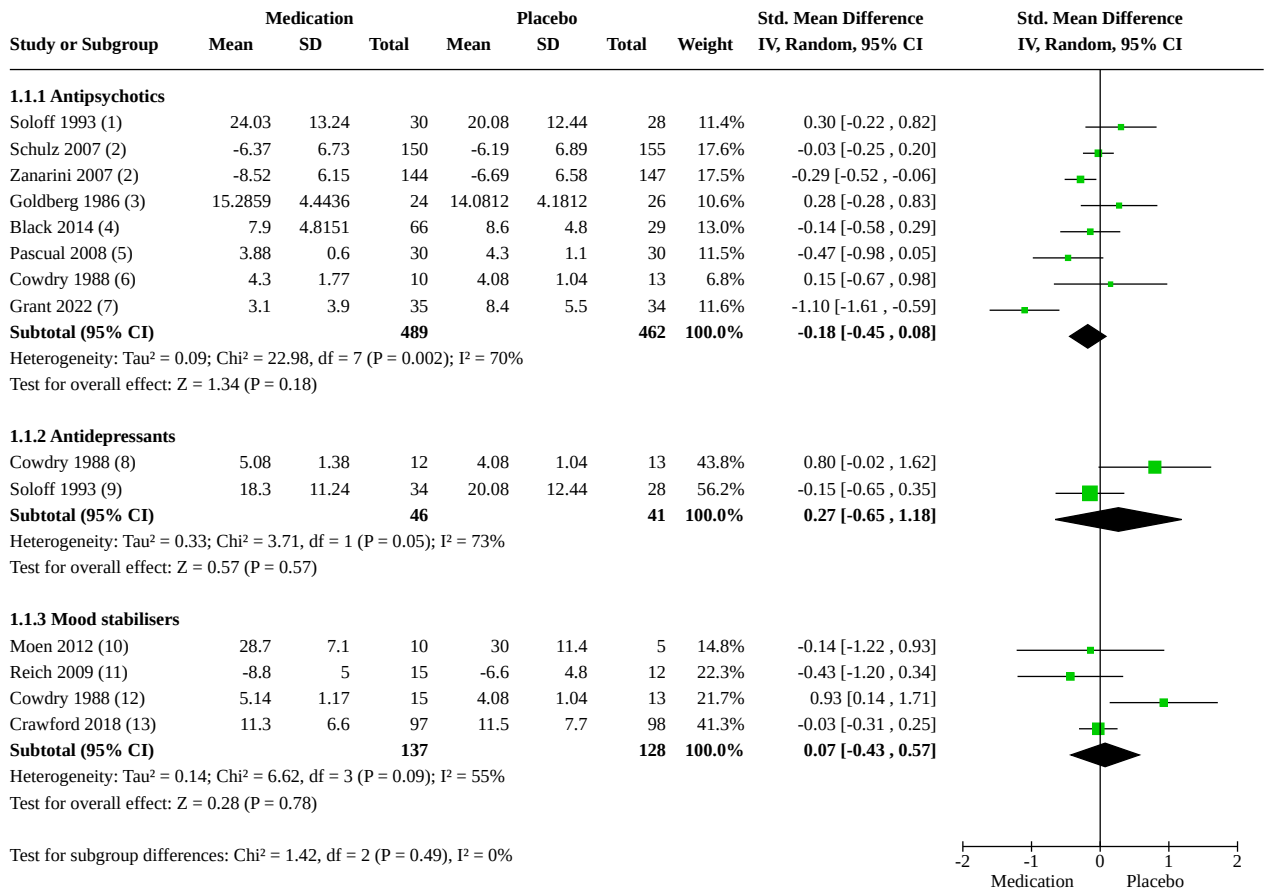 Medication Placebo Std. Mean Difference Std. Mean Difference
Study or Subgroup Mean SD Total Mean SD Total Weight IV, Random, 95% CI IV, Random, 95% CI
1.1.1 Antipsychotics
Soloff 1993 (1) 24.03 13.24 30 20.08 12.44 28 11.4% 0.30 [-0.22 , 0.82]
Schulz 2007 (2) -6.37 6.73 150 -6.19 6.89 155 17.6% -0.03 [-0.25 , 0.20]
Zanarini 2007 (2) -8.52 6.15 144 -6.69 6.58 147 17.5% -0.29 [-0.52 , -0.06]
Goldberg 1986 (3) 15.2859 4.4436 24 14.0812 4.1812 26 10.6% 0.28 [-0.28 , 0.83]
Black 2014 (4) 7.9 4.8151 66 8.6 4.8 29 13.0% -0.14 [-0.58 , 0.29]
Pascual 2008 (5) 3.88 0.6 30 4.3 1.1 30 11.5% -0.47 [-0.98 , 0.05]
Cowdry 1988 (6) 4.3 1.77 10 4.08 1.04 13 6.8% 0.15 [-0.67 , 0.98]
Grant 2022 (7) 3.1 3.9 35 8.4 5.5 34 11.6% -1.10 [-1.61 , -0.59]
Subtotal (95% CI) 489 462 100.0% -0.18 [-0.45 , 0.08]
Heterogeneity: Tau² = 0.09; Chi² = 22.98, df = 7 (P = 0.002); I² = 70%
Test for overall effect: Z = 1.34 (P = 0.18)
1.1.2 Antidepressants
Cowdry 1988 (8) 5.08 1.38 12 4.08 1.04 13 43.8% 0.80 [-0.02 , 1.62]
Soloff 1993 (9) 18.3 11.24 34 20.08 12.44 28 56.2% -0.15 [-0.65 , 0.35]
Subtotal (95% CI) 46 41 100.0% 0.27 [-0.65 , 1.18]
Heterogeneity: Tau² = 0.33; Chi² = 3.71, df = 1 (P = 0.05); I² = 73%
Test for overall effect: Z = 0.57 (P = 0.57)
1.1.3 Mood stabilisers
Moen 2012 (10) 28.7 7.1 10 30 11.4 5 14.8% -0.14 [-1.22 , 0.93]
Reich 2009 (11) -8.8 5 15 -6.6 4.8 12 22.3% -0.43 [-1.20 , 0.34]
Cowdry 1988 (12) 5.14 1.17 15 4.08 1.04 13 21.7% 0.93 [0.14 , 1.71]
Crawford 2018 (13) 11.3 6.6 97 11.5 7.7 98 41.3% -0.03 [-0.31 , 0.25]
Subtotal (95% CI) 137 128 100.0% 0.07 [-0.43 , 0.57]
Heterogeneity: Tau² = 0.14; Chi² = 6.62, df = 3 (P = 0.09); I² = 55%
Test for overall effect: Z = 0.28 (P = 0.78)
Test for subgroup differences: Chi² = 1.42, df = 2 (P = 0.49), I² = 0%
-2 -1 0 1 2
Medication Placebo